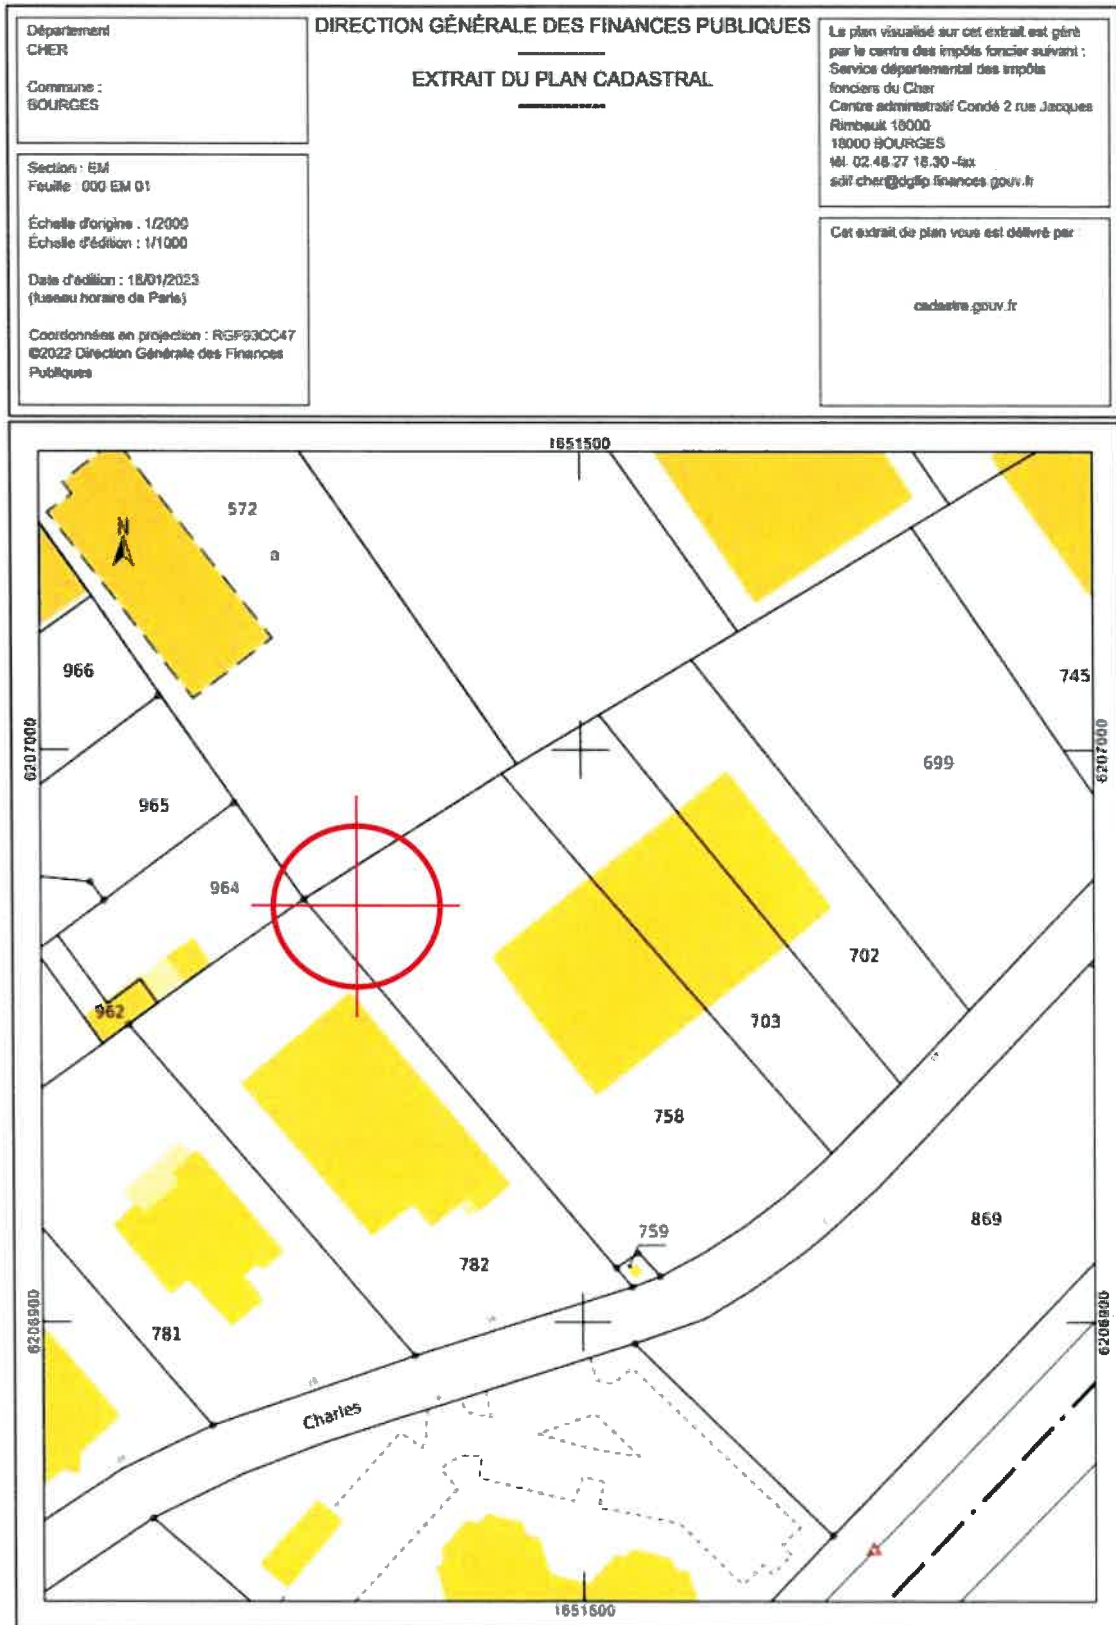 Département
CHER
Commune :
BOURGES
Section : EM
Feuille : 000 EM 01
Échelle d'origine : 1/2000
Échelle d'édition : 1/1000
Date d'édition : 18/01/2023
(fuseau horaire de Paris)
Coordonnées en projection : RGF93CC47
©2022 Direction Générale des Finances
Publiques
DIRECTION GÉNÉRALE DES FINANCES PUBLIQUES
EXTRAIT DU PLAN CADASTRAL
Le plan visualisé sur cet extrait est géré
par le centre des impôts foncier suivant :
Service départemental des impôts
fonciers du Cher
Centre administratif Condé 2 rue Jacques
Rimbault 18000
18000 BOURGES
tél. 02.48.27 18.30 -fax
sdif.cher@dgfip.finances.gouv.fr
Cet extrait de plan vous est délivré par
cadastre.gouv.fr
1651500
572
N
a
966
745
6207000
6207000
699
965
964
702
962
703
758
869
759
782
781
6206900
6206900
Charles
1651500